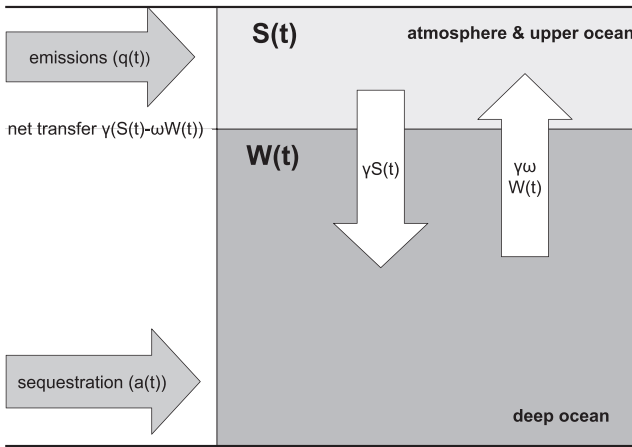 S(t)
atmosphere & upper ocean
emissions (q(t))
net transfer γ(S(t)-ωW(t))
W(t)
γS(t)
γω
W(t)
sequestration (a(t))
deep ocean